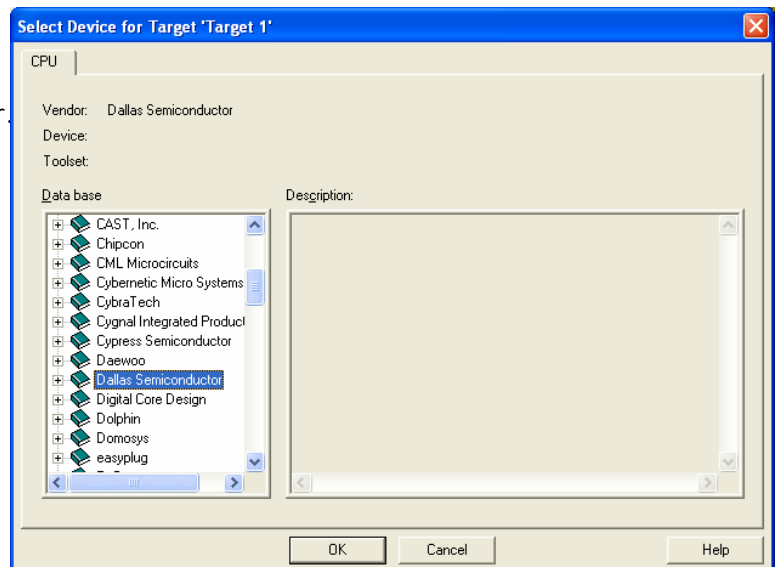 Select Device for Target 'Target 1'
CPU
r.
Vendor: Dallas Semiconductor
Device:
Toolset:
Data base
Description:
CAST, Inc.
Chipcon
CML Microcircuits
Cybernetic Micro Systems
CybraTech
Cygnal Integrated Product
Cypress Semiconductor
Daewoo
Dallas Semiconductor
Digital Core Design
Dolphin
Domosys
easyplug
OK Cancel Help